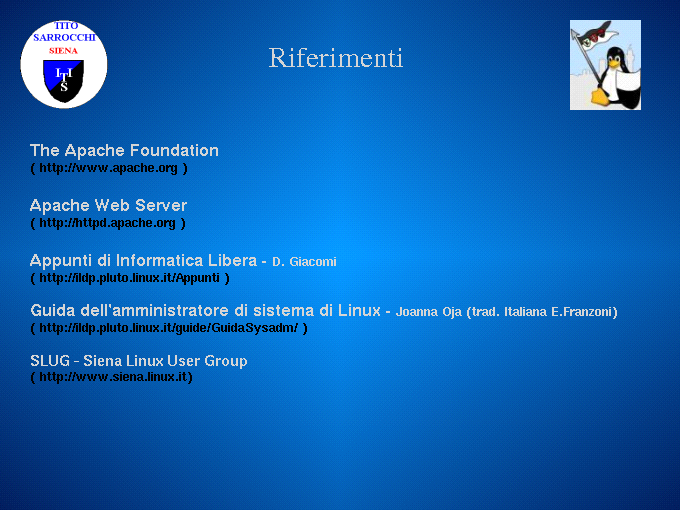 TITO
SARROCCHI
SIENA
I T I S
Riferimenti
The Apache Foundation
( http://www.apache.org )
Apache Web Server
( http://httpd.apache.org )
Appunti di Informatica Libera - D. Giacomi
( http://ildp.pluto.linux.it/Appunti )
Guida dell'amministratore di sistema di Linux - Joanna Oja (trad. Italiana E.Franzoni)
( http://ildp.pluto.linux.it/guide/GuidaSysadm/ )
SLUG - Siena Linux User Group
( http://www.siena.linux.it)